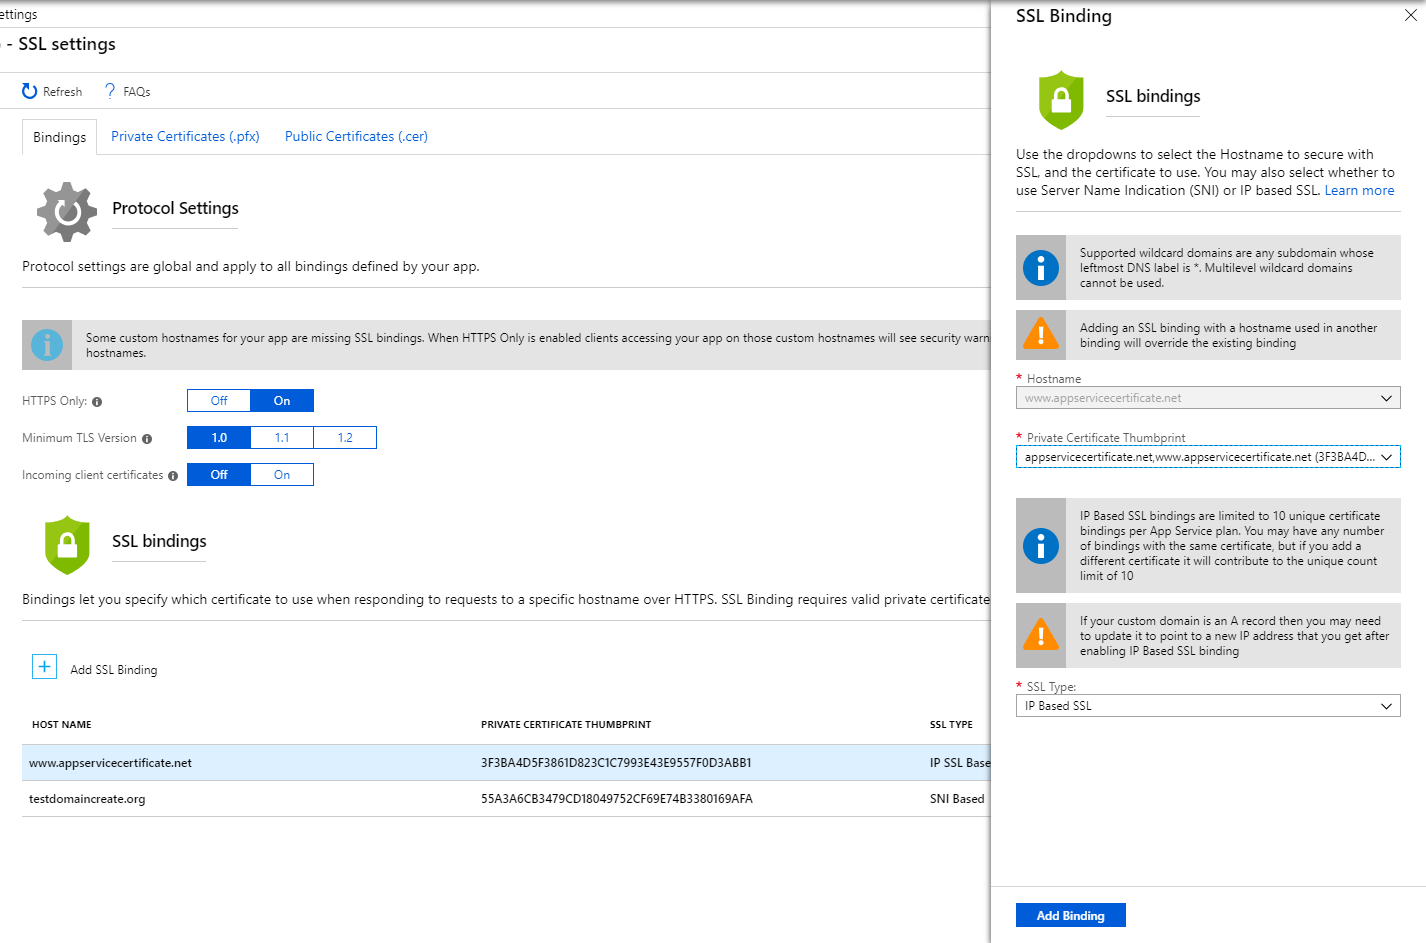 ettings
- SSL settings
Refresh
FAQs
Bindings
Private Certificates (.pfx)
Public Certificates (.cer)
Protocol Settings
Protocol settings are global and apply to all bindings defined by your app.
Some custom hostnames for your app are missing SSL bindings. When HTTPS Only is enabled clients accessing your app on those custom hostnames will see security warn
hostnames.
HTTPS Only:
Off
On
Minimum TLS Version
1.0
1.1
1.2
Incoming client certificates
Off
On
SSL bindings
Bindings let you specify which certificate to use when responding to requests to a specific hostname over HTTPS. SSL Binding requires valid private certificate
Add SSL Binding
HOST NAME
PRIVATE CERTIFICATE THUMBPRINT
SSL TYPE
www.appservicecertificate.net
3F3BA4D5F3861D823C1C7993E43E9557F0D3ABB1
IP SSL Base
testdomaincreate.org
55A3A6CB3479CD18049752CF69E74B3380169AFA
SNI Based
SSL Binding
SSL bindings
Use the dropdowns to select the Hostname to secure with
SSL, and the certificate to use. You may also select whether to
use Server Name Indication (SNI) or IP based SSL. Learn more
Supported wildcard domains are any subdomain whose
leftmost DNS label is *. Multilevel wildcard domains
cannot be used.
Adding an SSL binding with a hostname used in another
binding will override the existing binding
* Hostname
www.appservicecertificate.net
* Private Certificate Thumbprint
appservicecertificate.net,www.appservicecertificate.net (3F3BA4D...
IP Based SSL bindings are limited to 10 unique certificate
bindings per App Service plan. You may have any number
of bindings with the same certificate, but if you add a
different certificate it will contribute to the unique count
limit of 10
If your custom domain is an A record then you may need
to update it to point to a new IP address that you get after
enabling IP Based SSL binding
* SSL Type:
IP Based SSL
Add Binding